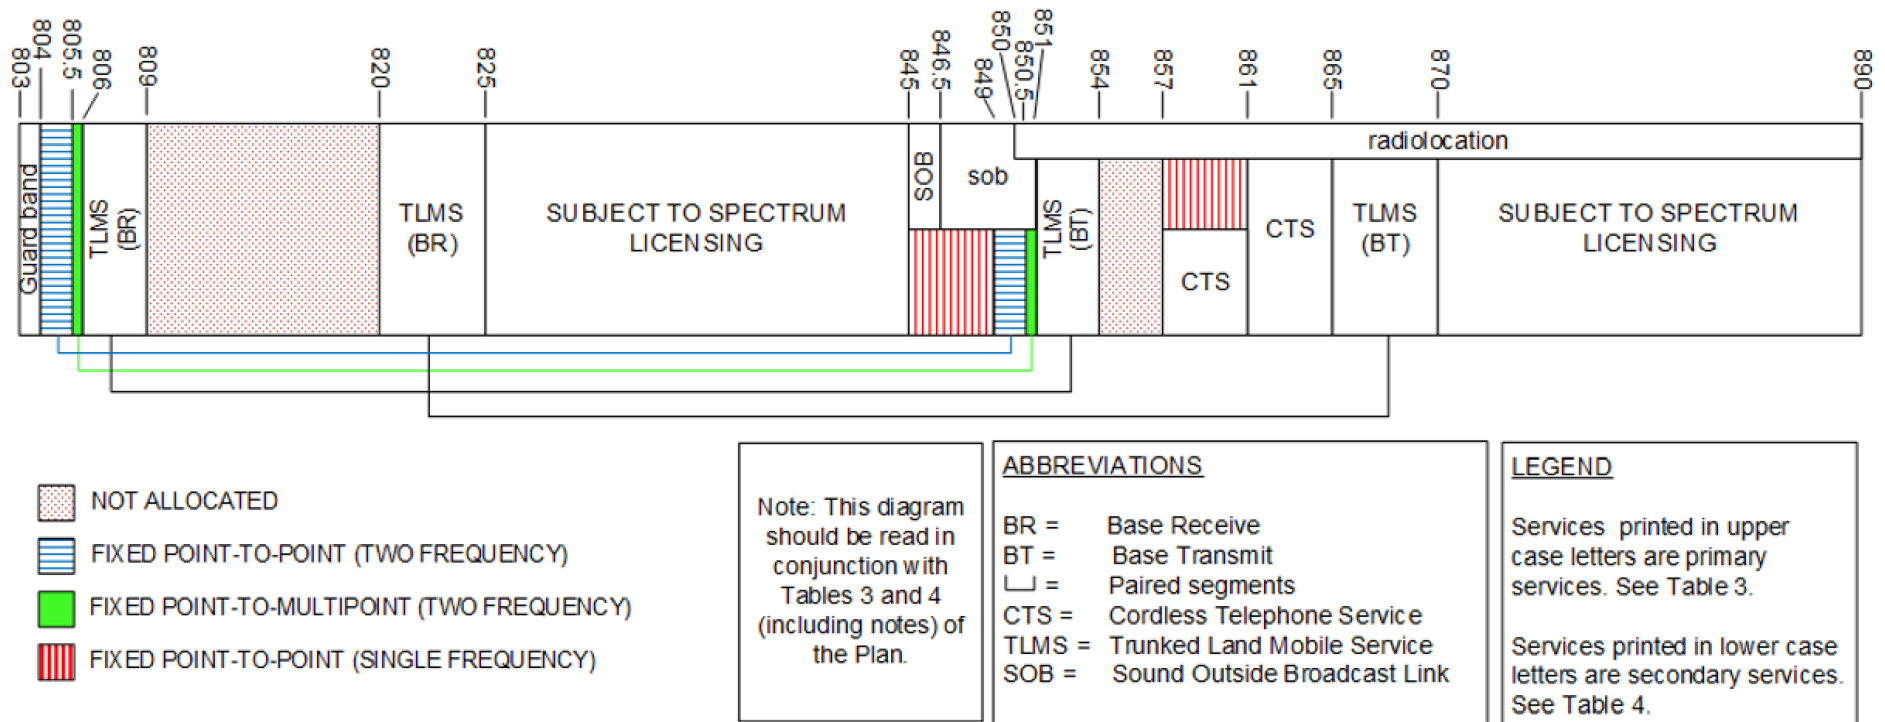 803
804
805.5
806
809
820
825
845
846.5
849
850
850.5
851
854
857
861
865
870
890
radiolocation
Guard band
TLMS
(BR)
TLMS
(BR)
SUBJECT TO SPECTRUM
LICENSING
BOS
sob
TLMS
(BT)
CTS
CTS
TLMS
(BT)
SUBJECT TO SPECTRUM
LICENSING
NOT ALLOCATED
FIXED POINT-TO-POINT (TWO FREQUENCY)
FIXED POINT-TO-MULTIPOINT (TWO FREQUENCY)
FIXED POINT-TO-POINT (SINGLE FREQUENCY)
Note: This diagram
should be read in
conjunction with
Tables 3 and 4
(including notes) of
the Plan.
ABBREVIATIONS
BR = Base Receive
BT = Base Transmit
= Paired segments
CTS = Cordless Telephone Service
TLMS = Trunked Land Mobile Service
SOB = Sound Outside Broadcast Link
LEGEND
Services printed in upper
case letters are primary
services. See Table 3.
Services printed in lower case
letters are secondary services.
See Table 4.